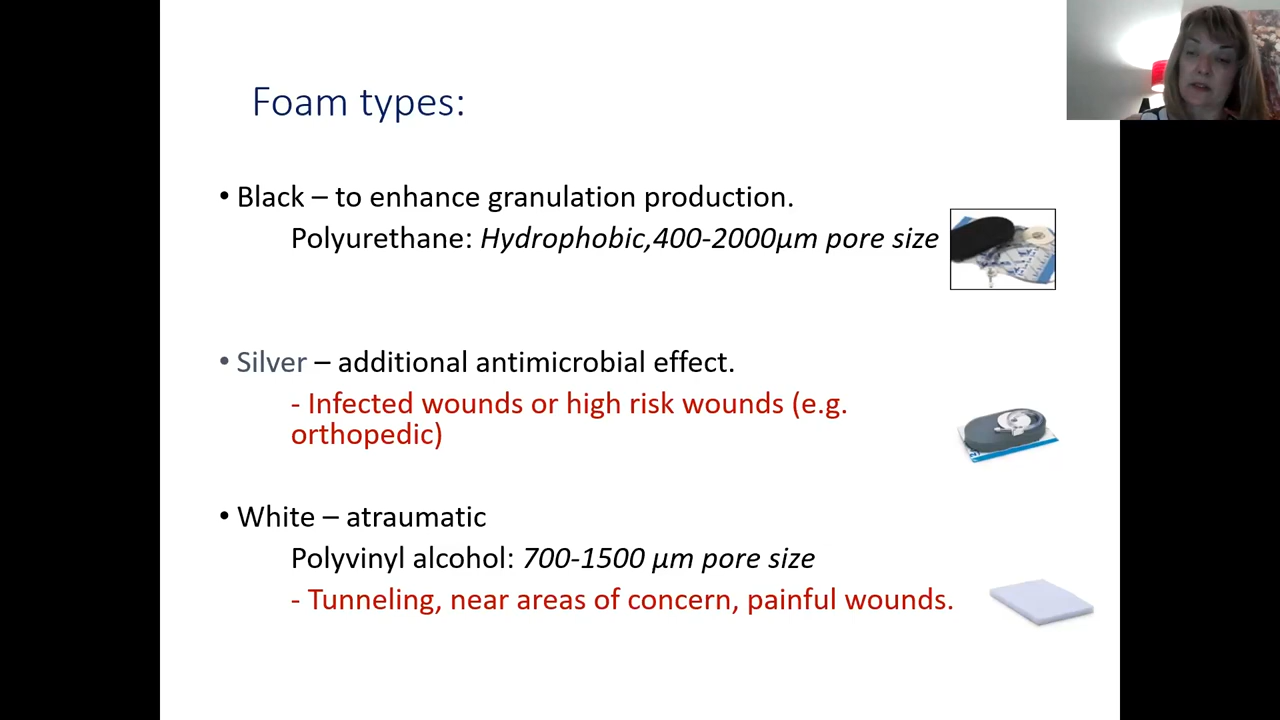 Foam types:
• Black – to enhance granulation production.
Polyurethane: Hydrophobic,400-2000µm pore size
• Silver – additional antimicrobial effect.
- Infected wounds or high risk wounds (e.g.
orthopedic)
• White – atraumatic
Polyvinyl alcohol: 700-1500 µm pore size
- Tunneling, near areas of concern, painful wounds.